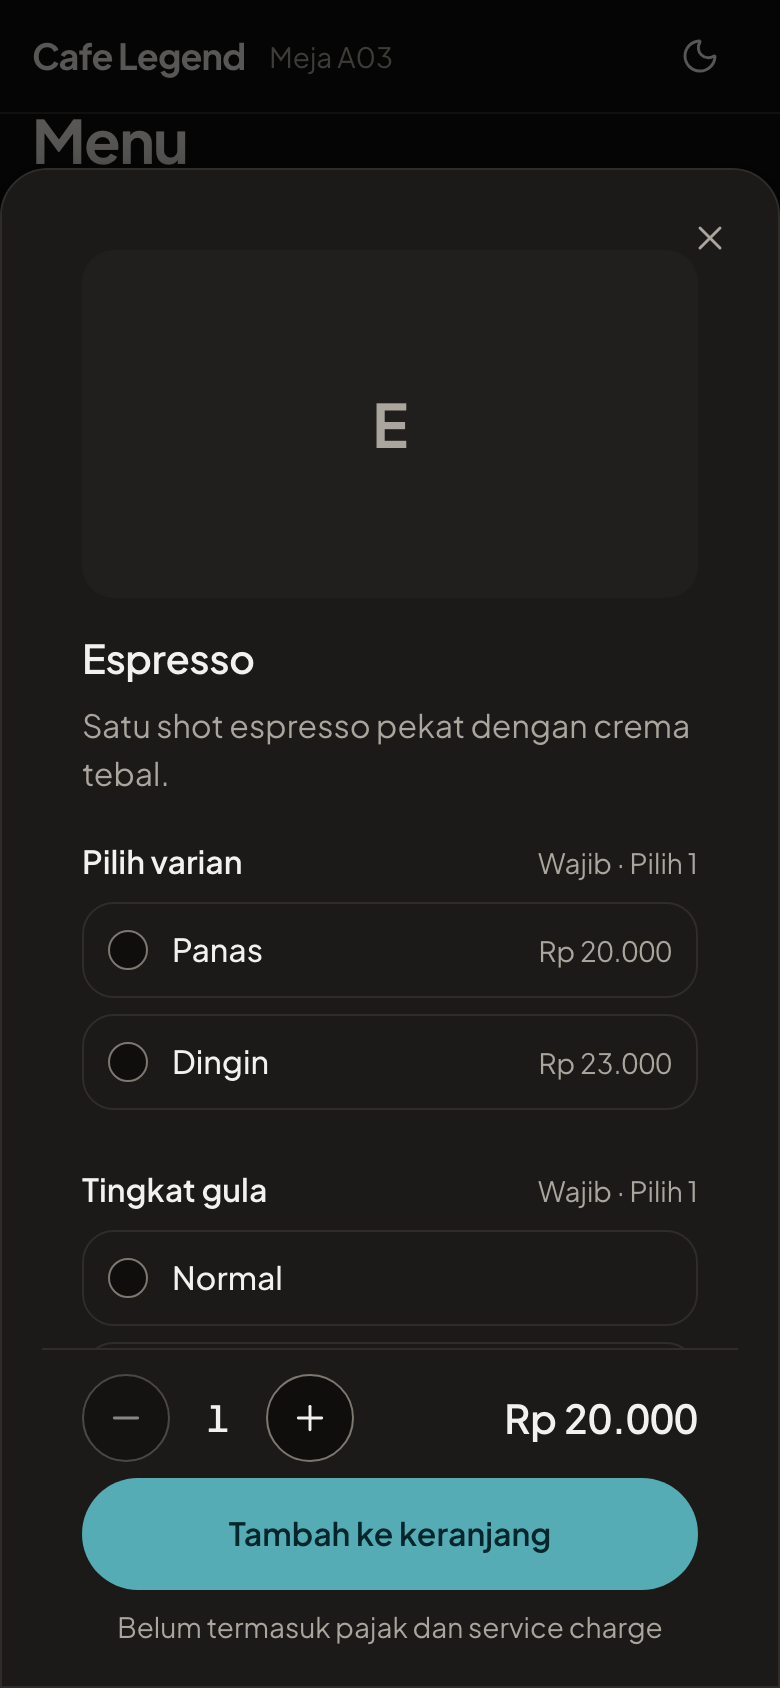 Cafe Legend Meja A03
Menu
E
Espresso
Satu shot espresso pekat dengan crema
tebal.
Pilih varian Wajib · Pilih 1
Panas Rp 20.000
Dingin Rp 23.000
Tingkat gula Wajib · Pilih 1
Normal
1 Rp 20.000
Tambah ke keranjang
Belum termasuk pajak dan service charge